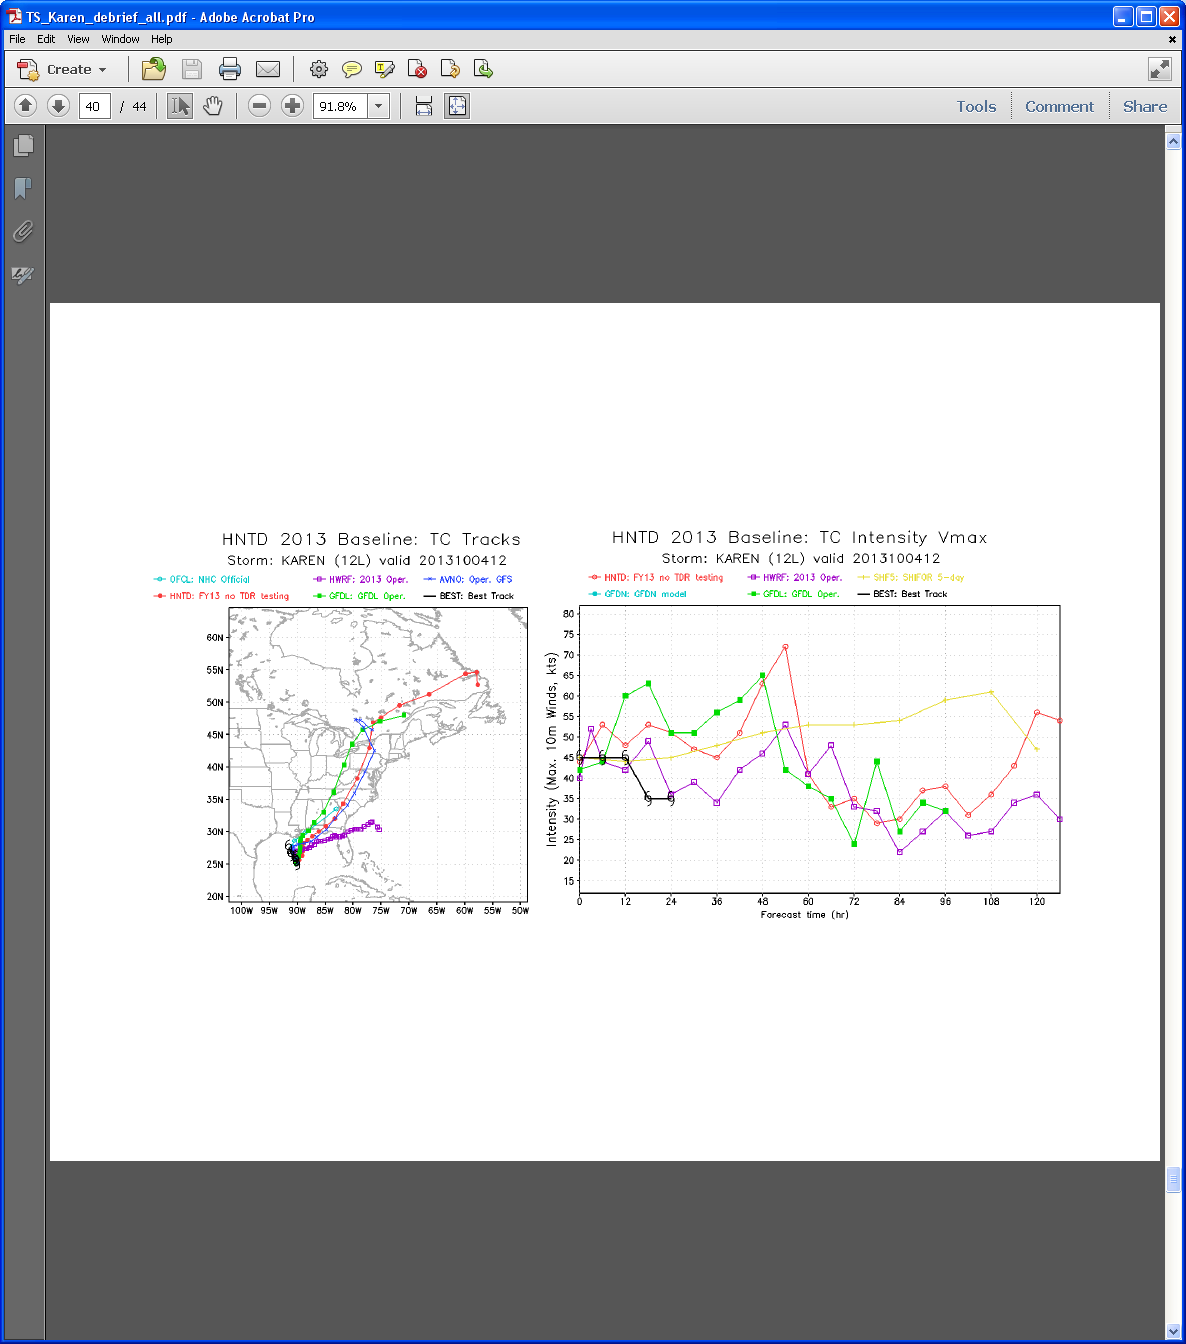 TS_Karen_debrief_all.pdf - Adobe Acrobat Pro
File Edit View Window Help
Create
40 / 44 91.8% Tools Comment Share
HNTD 2013 Baseline: TC Tracks
Storm: KAREN (12L) valid 2013100412
OFCL: NHC Official HWRF: 2013 Oper. AVNO: Oper. GFS
HNTD: FY13 no TDR testing GFDL: GFDL Oper. BEST: Best Track
60N
55N
50N
45N
40N
35N
30N
25N
20N
100W 95W 90W 85W 80W 75W 70W 65W 60W 55W 50W
HNTD 2013 Baseline: TC Intensity Vmax
Storm: KAREN (12L) valid 2013100412
HNTD: FY13 no TDR testing HWRF: 2013 Oper. SHF5: SHIFOR 5-day
GFDN: GFDN model GFDL: GFDL Oper. BEST: Best Track
Intensity (Max. 10m Winds, kts)
80
75
70
65
60
55
50
45
40
35
30
25
20
15
0 12 24 36 48 60 72 84 96 108 120
Forecast time (hr)